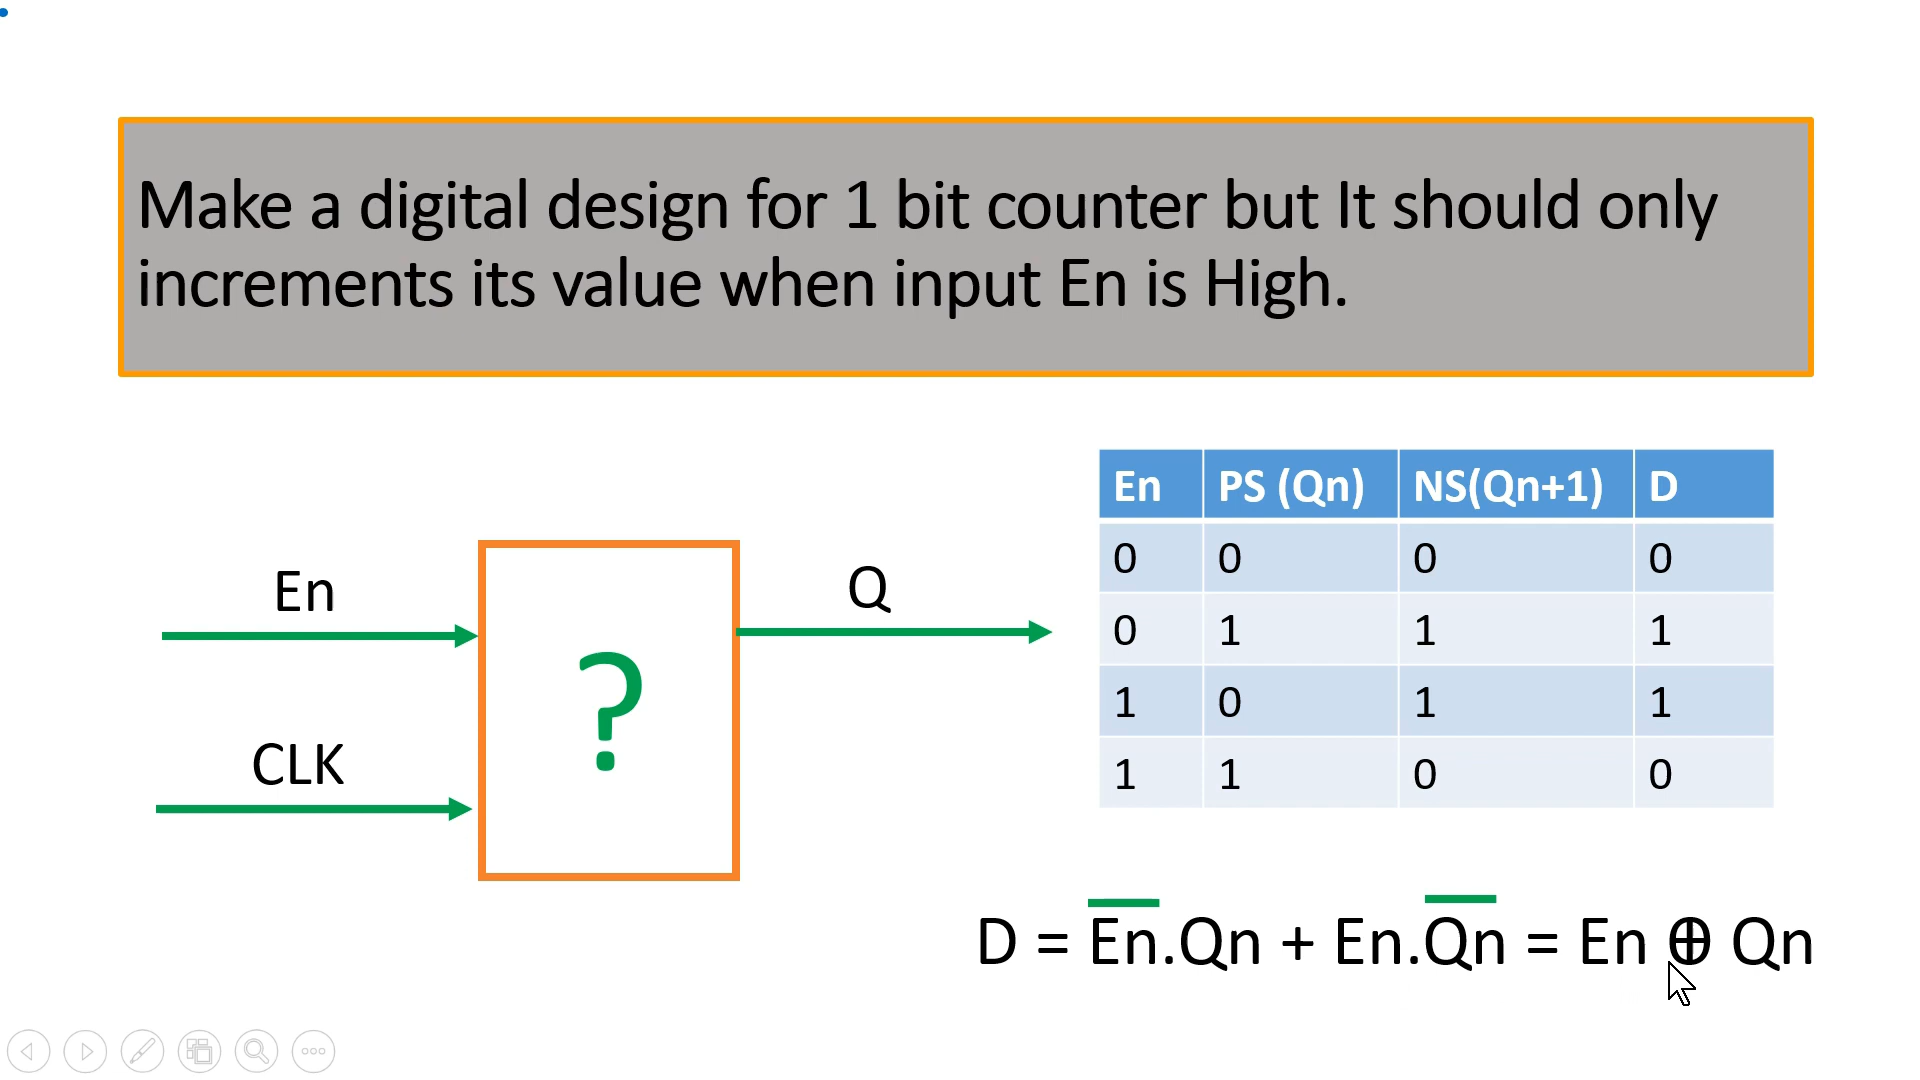 Make a digital design for 1 bit counter but It should only
increments its value when input En is High.
En
Q
?
CLK
En PS (Qn) NS(Qn+1) D
0 0 0 0
0 1 1 1
1 0 1 1
1 1 0 0
D = E̅n̅.Qn + En.Q̅n̅ = En ⊕ Qn